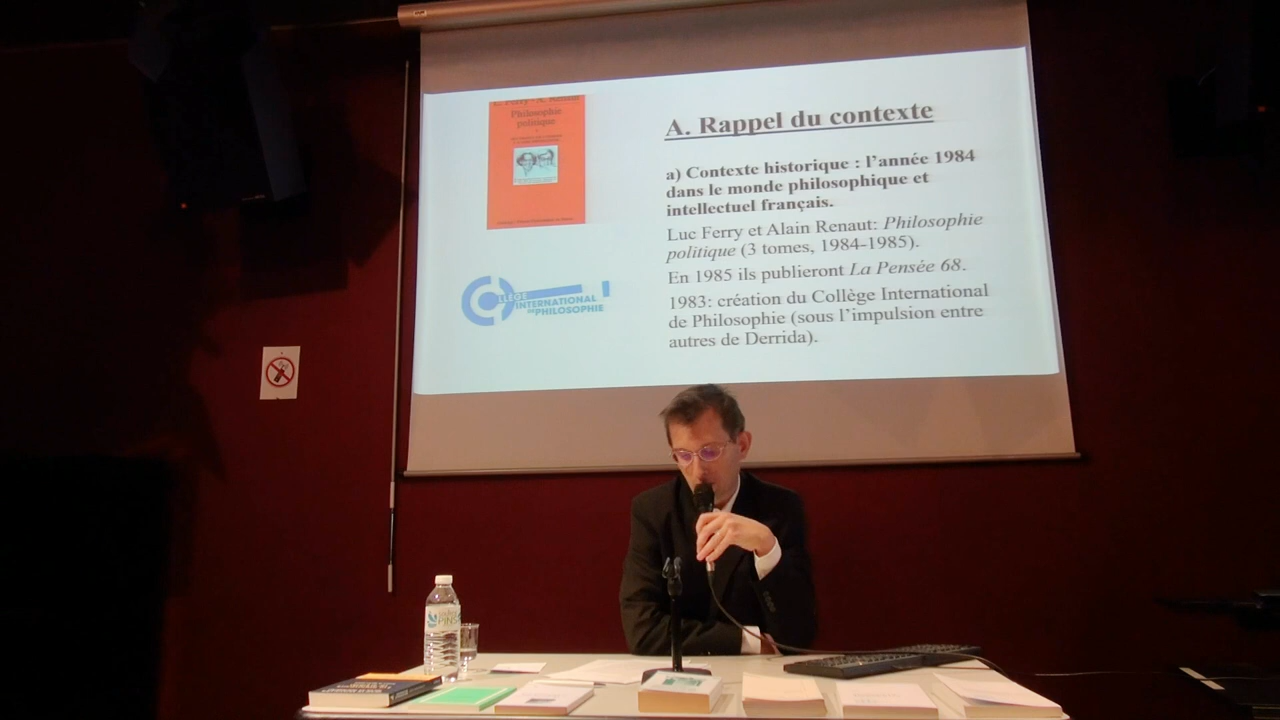 Philosophie
politique
A. Rappel du contexte
a) Contexte historique : l'année 1984
dans le monde philosophique et
intellectuel français.
Luc Ferry et Alain Renaut: Philosophie
politique (3 tomes, 1984-1985).
En 1985 ils publieront La Pensée 68.
1983: création du Collège International
de Philosophie (sous l'impulsion entre
autres de Derrida).
COLLÈGE
INTERNATIONAL
DE PHILOSOPHIE